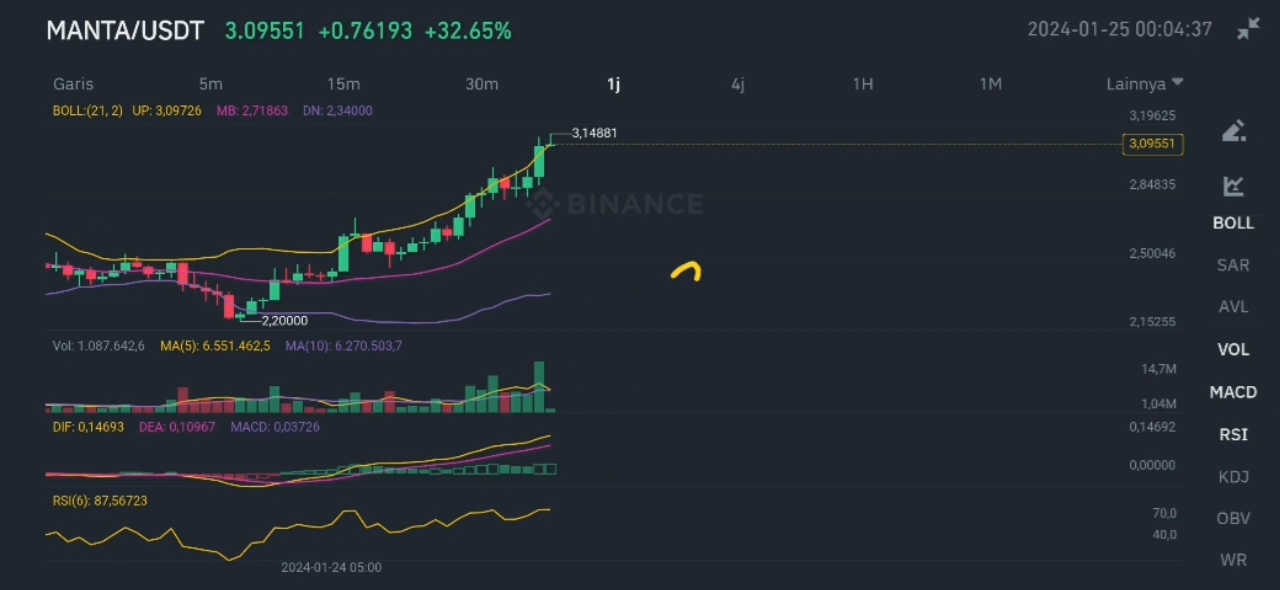 MANTA/USDT 3.09551 +0.76193 +32.65% 2024-01-25 00:04:37
Garis 5m 15m 30m 1j 4j 1H 1M Lainnya
BOLL:(21, 2) UP: 3,09726 MB: 2,71863 DN: 2,34000
3,19625
3,14881
3,09551
2,84835
BINANCE
BOLL
2,50046
SAR
AVL
2,20000
2,15255
Vol: 1.087.642,6 MA(5): 6.551.462,5 MA(10): 6.270.503,7
VOL
14,7M
MACD
1,04M
DIF: 0,14693 DEA: 0,10967 MACD: 0,03726
0,14692
RSI
0,00000
KDJ
RSI(6): 87,56723
70,0
OBV
40,0
WR
2024-01-24 05:00